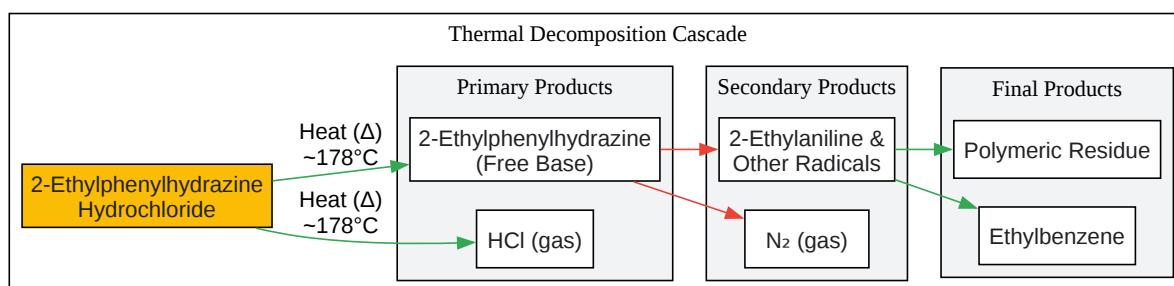 Thermal Decomposition Cascade
Primary Products
Secondary Products
Final Products
Heat (Δ)
~178°C
2-Ethylphenylhydrazine
(Free Base)
2-Ethylaniline &
Other Radicals
Polymeric Residue
2-Ethylphenylhydrazine
Hydrochloride
Heat (Δ)
~178°C
HCl (gas)
N₂ (gas)
Ethylbenzene